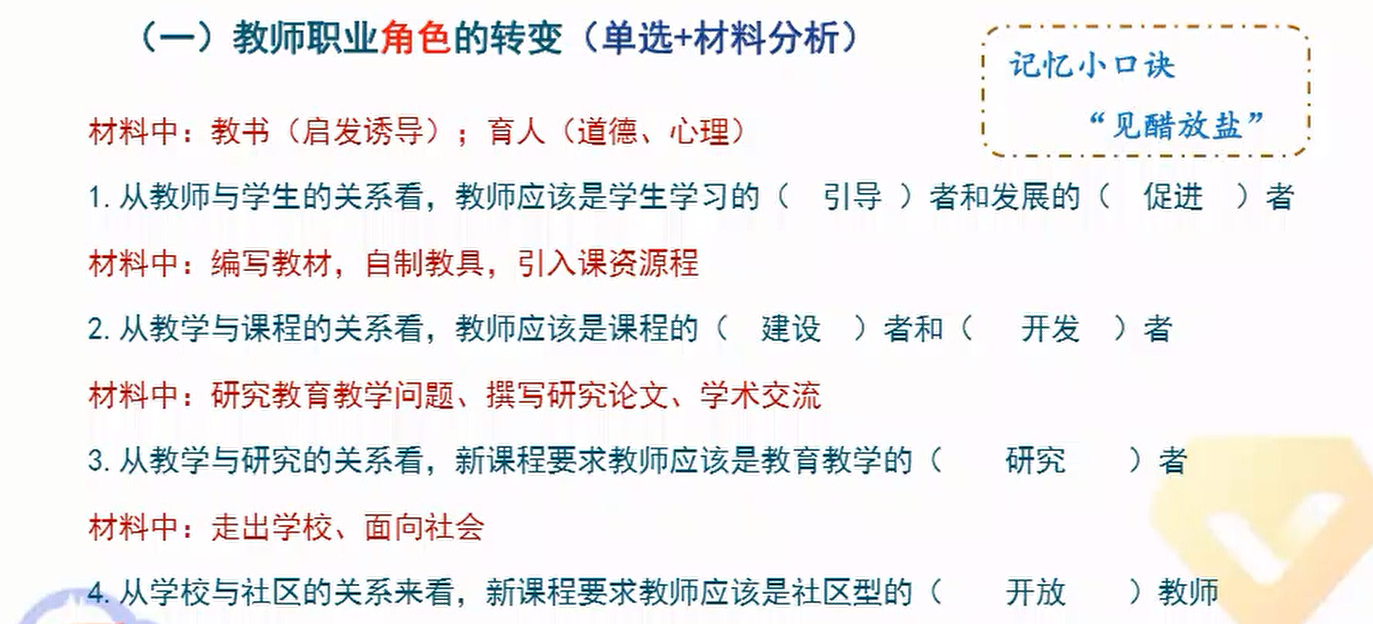 （一）教师职业角色的转变（单选+材料分析）
记忆小口诀
“见醋放盐”
材料中：教书（启发诱导）；育人（道德、心理）
1. 从教师与学生的关系看，教师应该是学生学习的（ 引导 ）者和发展的（ 促进 ）者
材料中：编写教材，自制教具，引入课资源程
2. 从教学与课程的关系看，教师应该是课程的（ 建设 ）者和（ 开发 ）者
材料中：研究教育教学问题、撰写研究论文、学术交流
3. 从教学与研究的关系看，新课程要求教师应该是教育教学的（ 研究 ）者
材料中：走出学校、面向社会
4. 从学校与社区的关系来看，新课程要求教师应该是社区型的（ 开放 ）教师